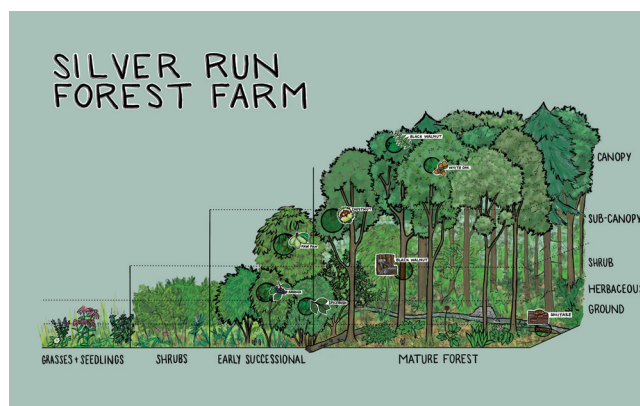 SILVER RUN
FOREST FARM
BLACK WALNUT
WHITE OAK
CHESTNUT
PAW PAW
BLACK WALNUT
CANOPY
SUB-CANOPY
SHRUB
HERBACEOUS
GROUND
GRASSES + SEEDLINGS
SHRUBS
EARLY SUCCESSIONAL
MATURE FOREST